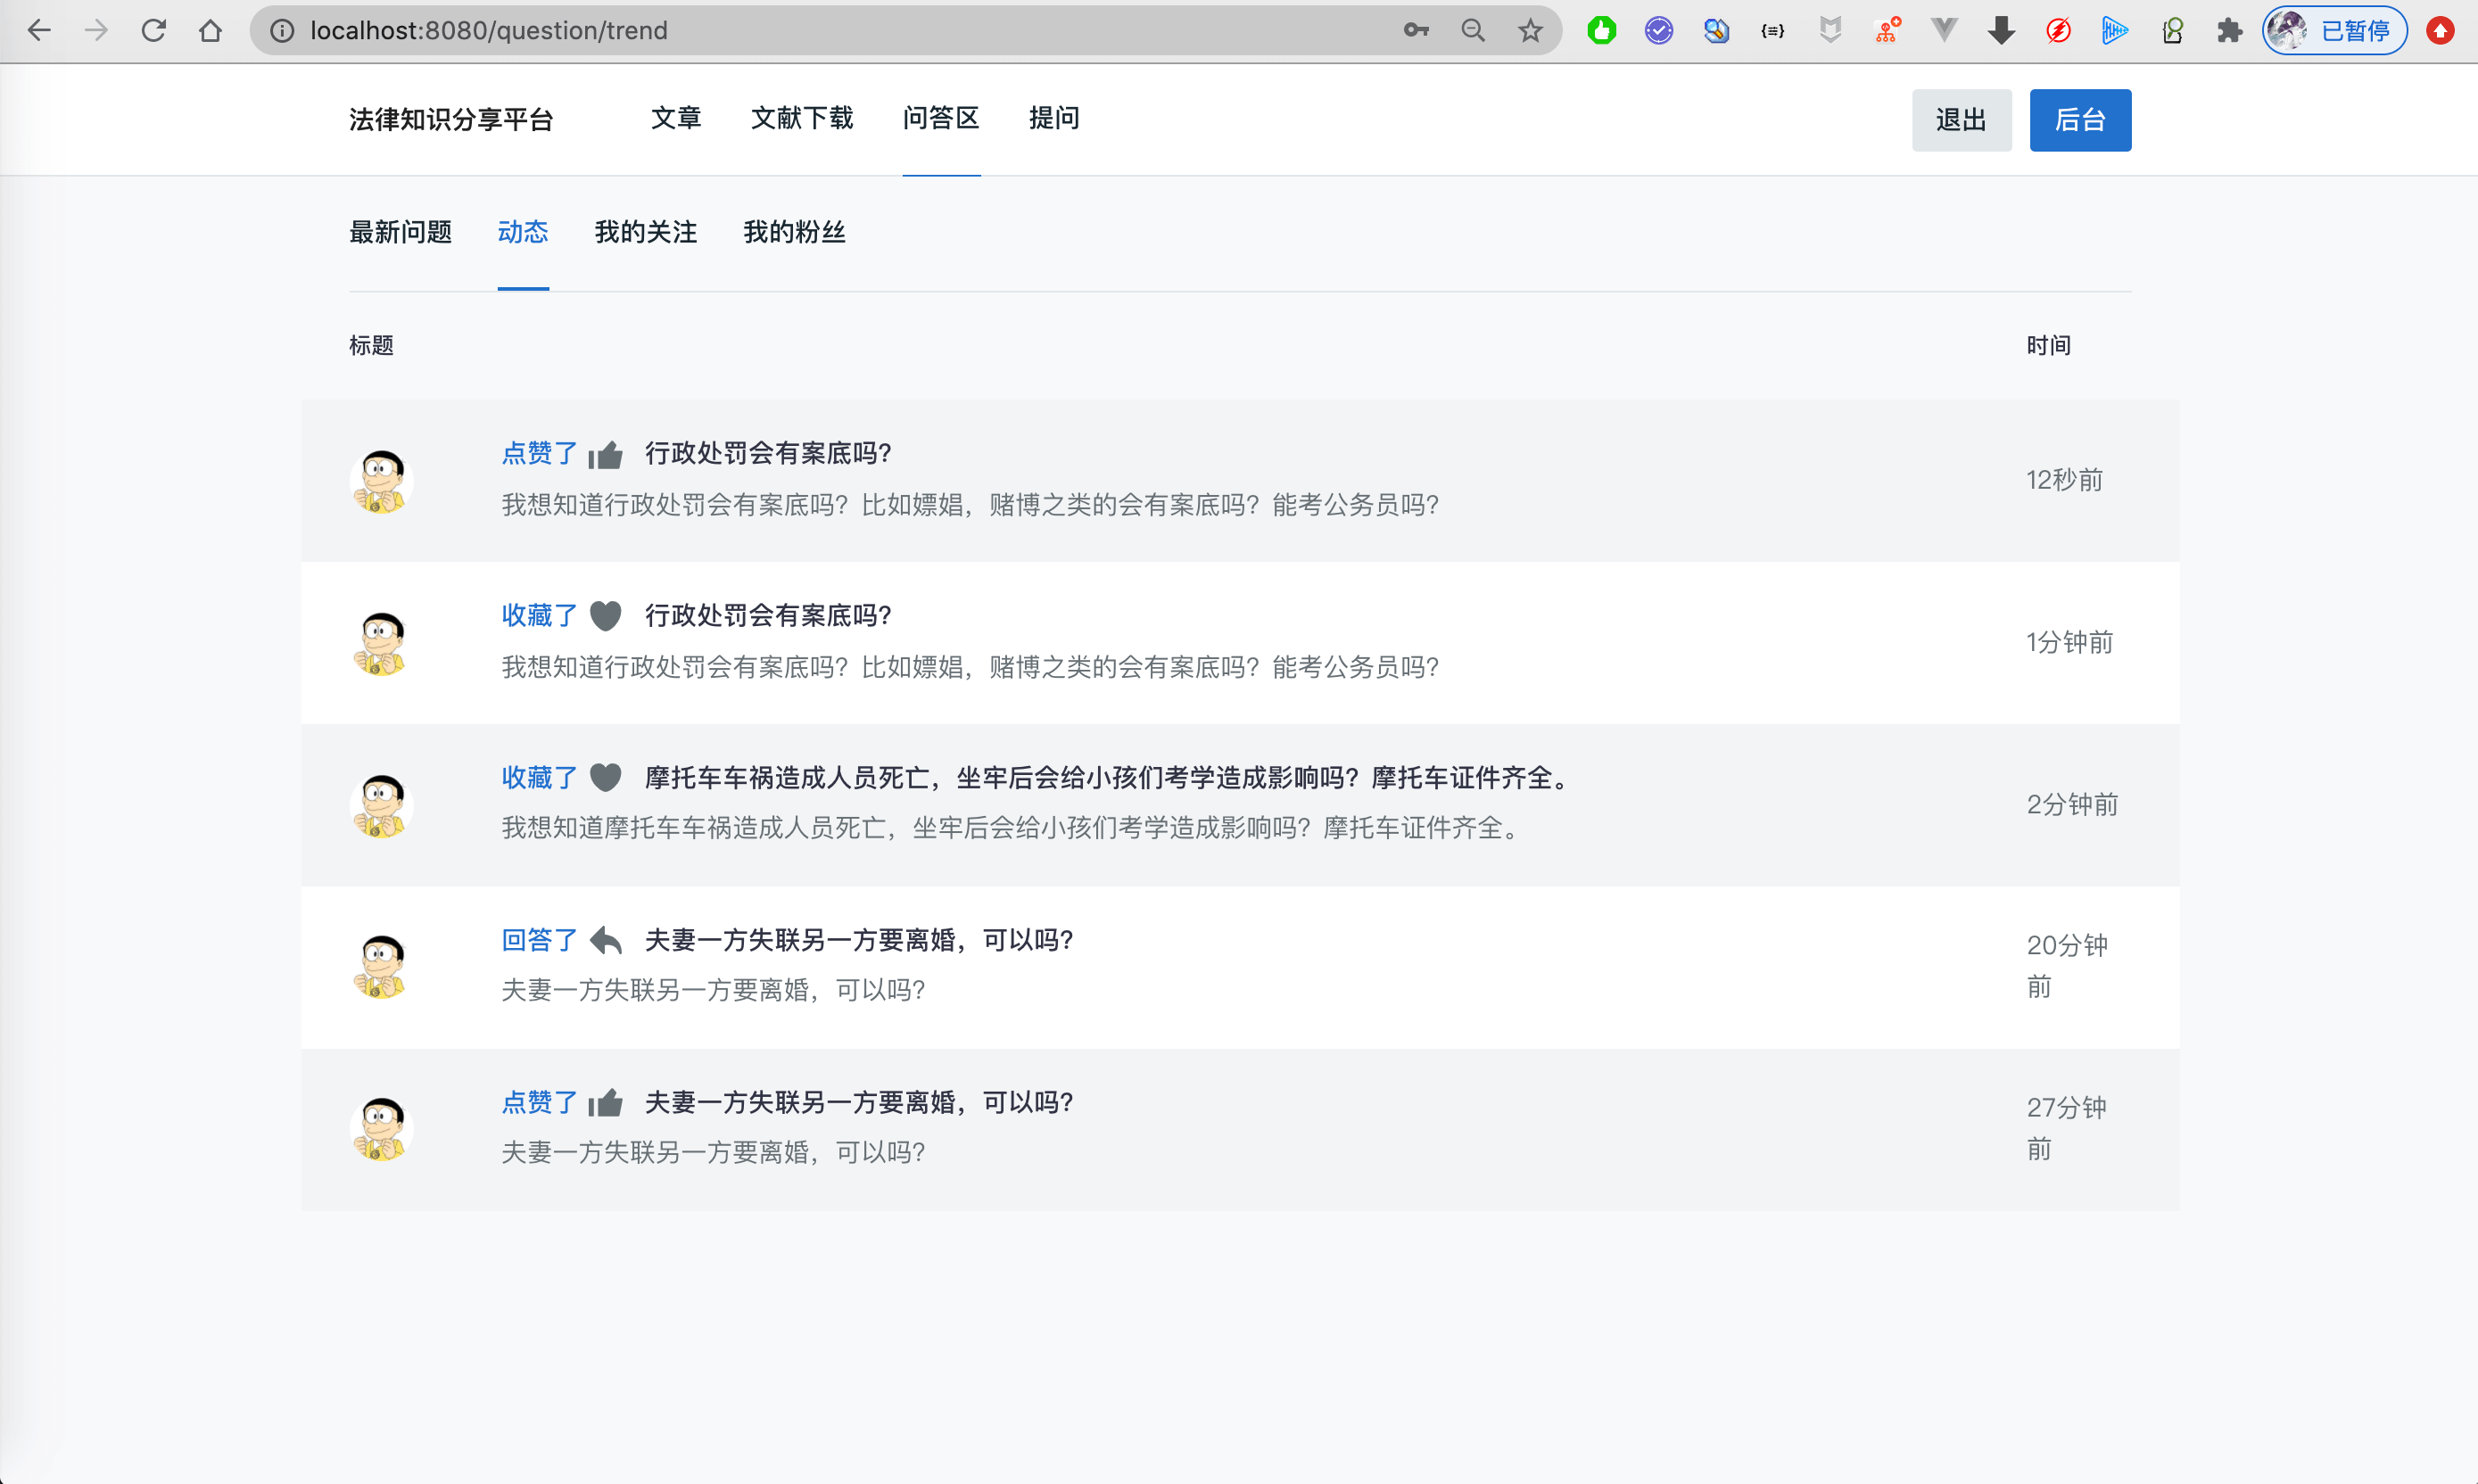 localhost:8080/question/trend
已暂停
法律知识分享平台 文章 文献下载 问答区 提问 退出 后台
最新问题 动态 我的关注 我的粉丝
标题 时间
点赞了 行政处罚会有案底吗?
我想知道行政处罚会有案底吗? 比如嫖娼，赌博之类的会有案底吗? 能考公务员吗?
12秒前
收藏了 行政处罚会有案底吗?
我想知道行政处罚会有案底吗? 比如嫖娼，赌博之类的会有案底吗? 能考公务员吗?
1分钟前
收藏了 摩托车车祸造成人员死亡，坐牢后会给小孩们考学造成影响吗? 摩托车证件齐全。
我想知道摩托车车祸造成人员死亡，坐牢后会给小孩们考学造成影响吗? 摩托车证件齐全。
2分钟前
回答了 夫妻一方失联另一方要离婚，可以吗?
夫妻一方失联另一方要离婚，可以吗?
20分钟
前
点赞了 夫妻一方失联另一方要离婚，可以吗?
夫妻一方失联另一方要离婚，可以吗?
27分钟
前